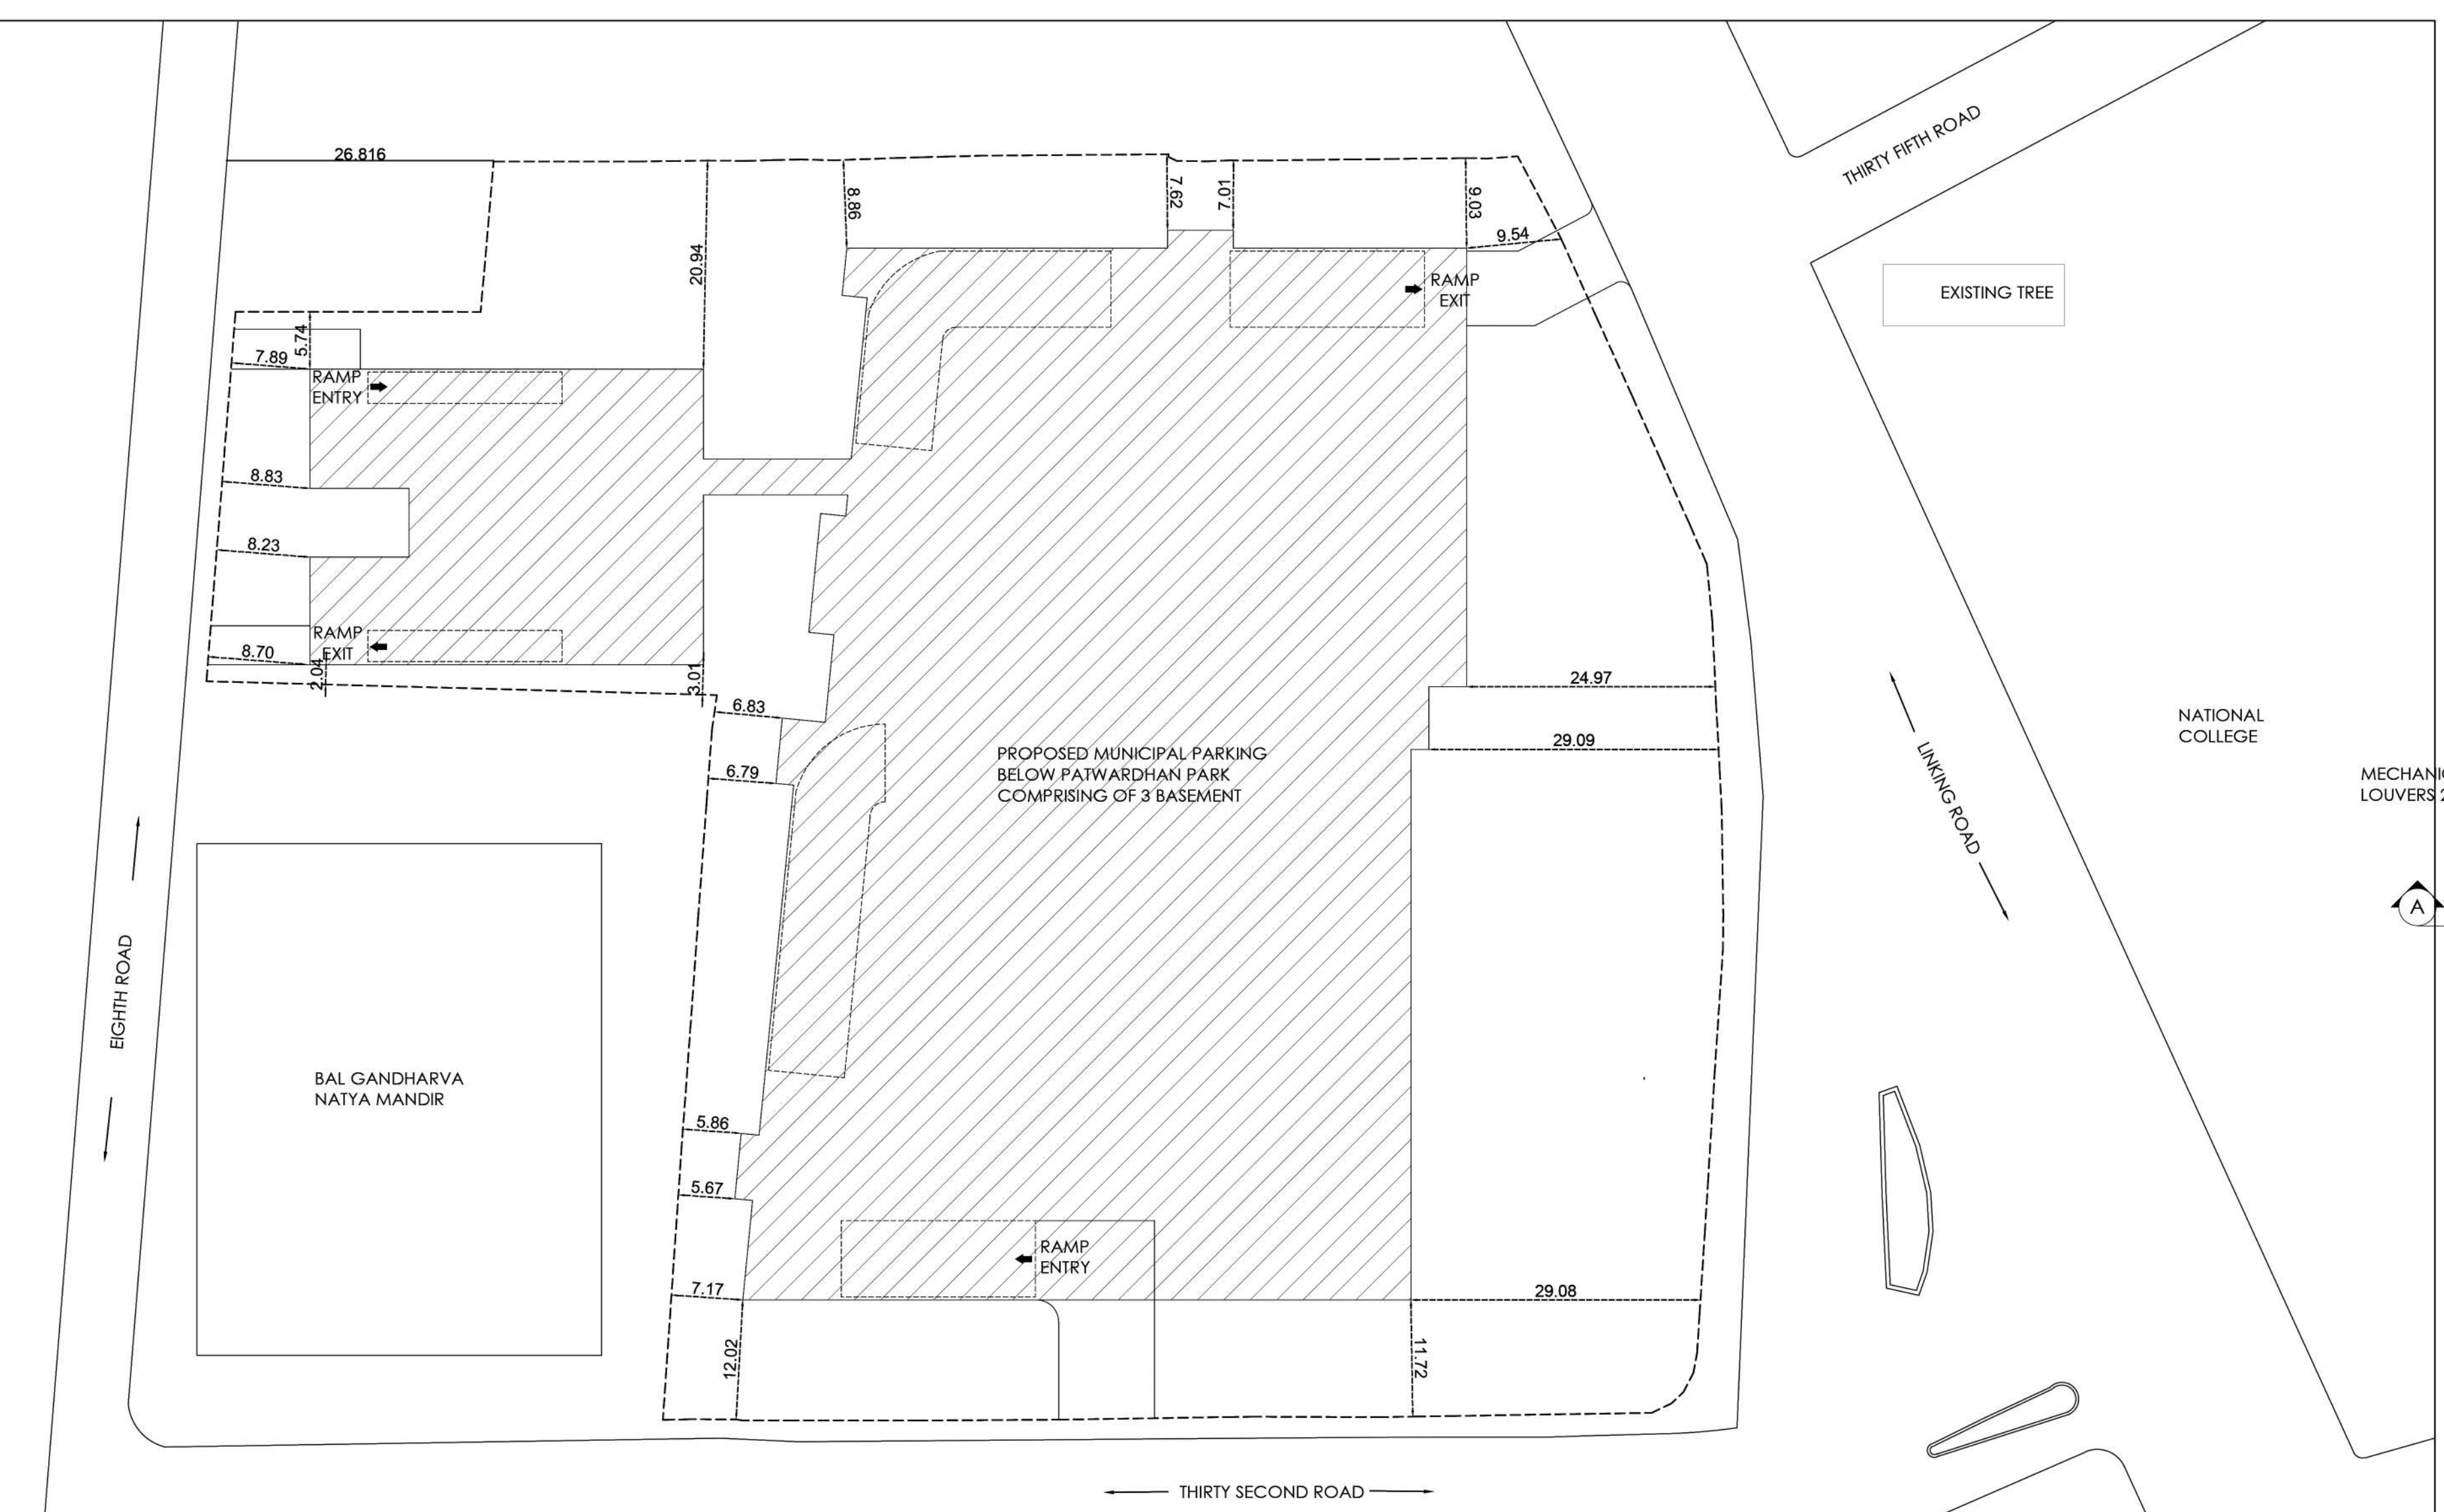 26.816
THIRTY FIFTH ROAD
8.86
7.62
7.01
9.03
9.54
20.94
RAMP
EXIT
EXISTING TREE
5.74
7.89
RAMP
ENTRY
8.83
8.23
RAMP
EXIT
8.70
2.04
3.01
6.83
6.79
24.97
29.09
PROPOSED MUNICIPAL PARKING
BELOW PATWARDHAN PARK
COMPRISING OF 3 BASEMENT
LINKING ROAD
NATIONAL
COLLEGE
MECHANIC
LOUVERS 2
A
EIGHTH ROAD
BAL GANDHARVA
NATYA MANDIR
5.86
5.67
7.17
RAMP
ENTRY
29.08
12.02
11.72
THIRTY SECOND ROAD